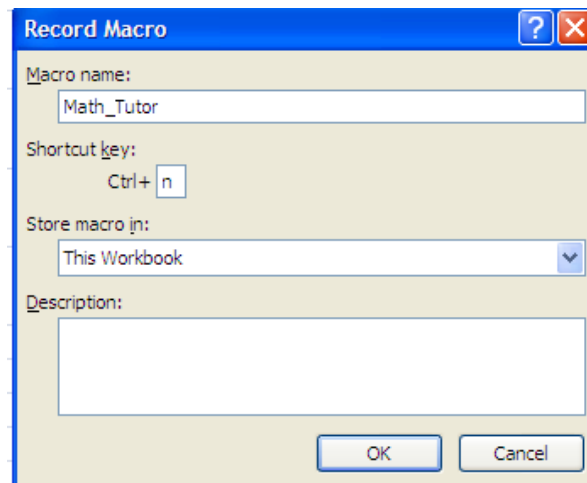 Record Macro ?
Macro name:
Math_Tutor
Shortcut key:
Ctrl+ n
Store macro in:
This Workbook
Description:
OK Cancel